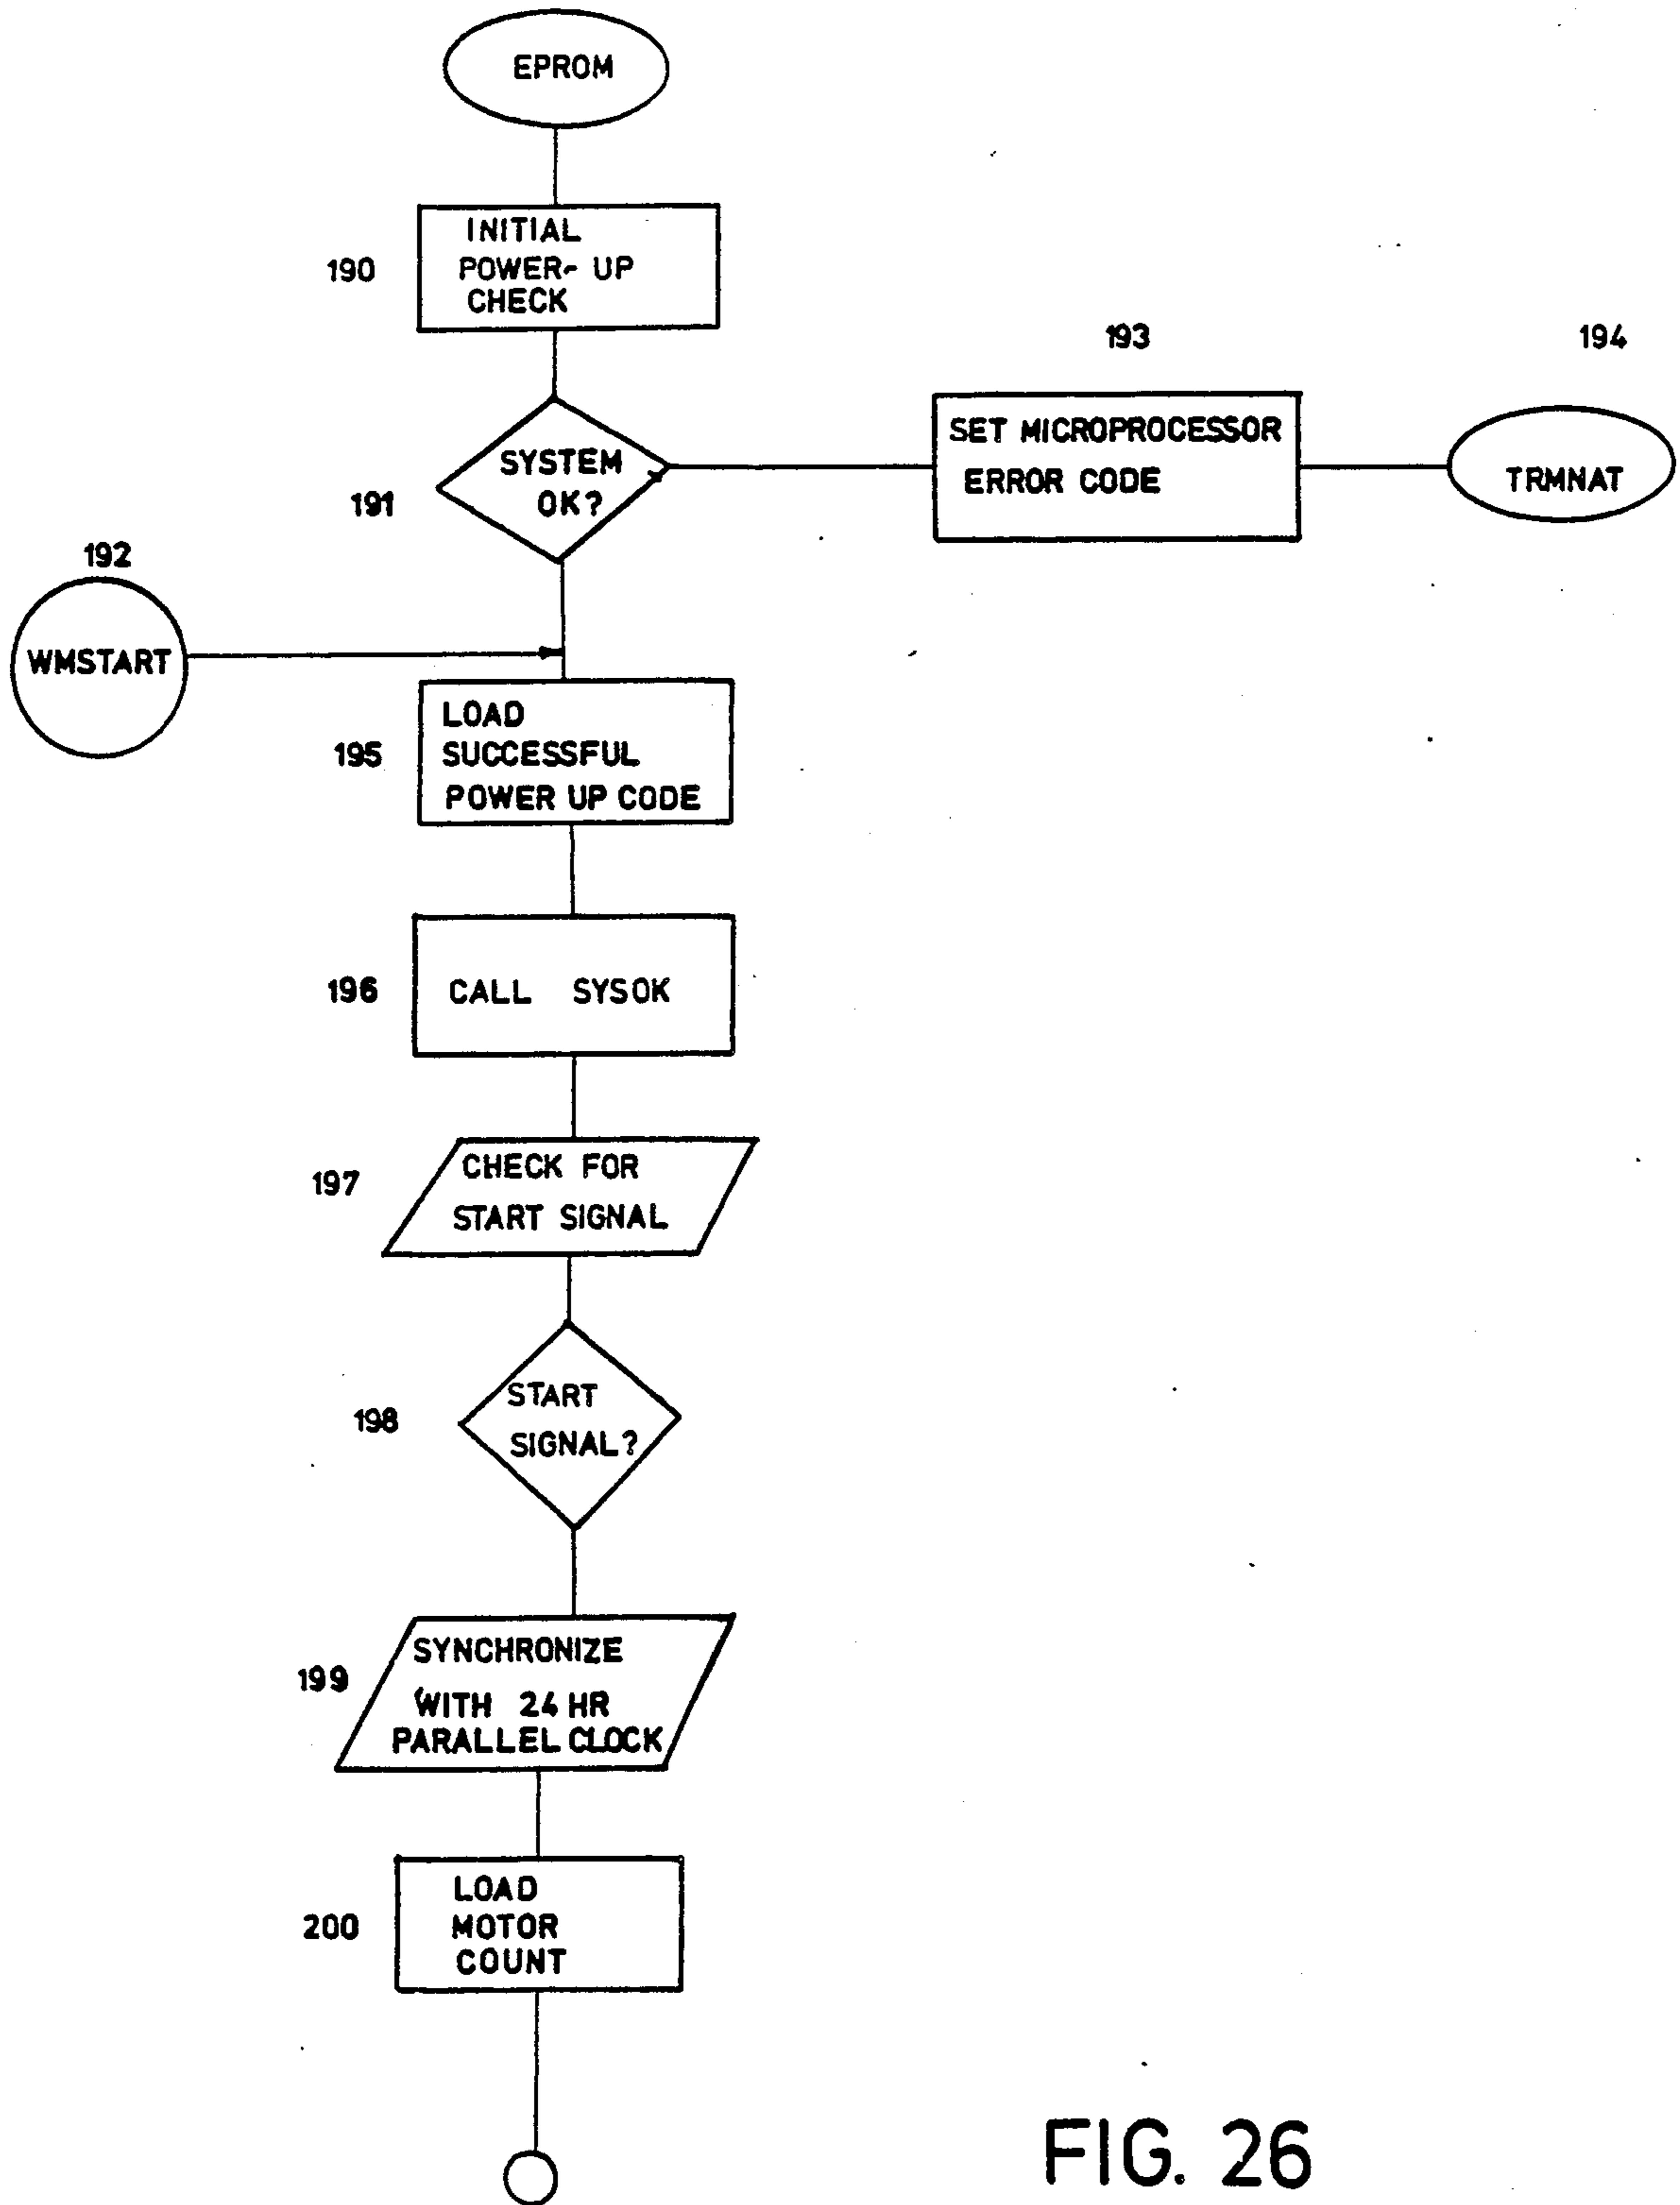 EPROM
190
INITIAL
POWER-UP
CHECK
191
SYSTEM
OK?
193
SET MICROPROCESSOR
ERROR CODE
194
TRMNAT
192
WMSTART
195
LOAD
SUCCESSFUL
POWER UP CODE
196
CALL SYSOK
197
CHECK FOR
START SIGNAL
198
START
SIGNAL?
199
SYNCHRONIZE
WITH 24 HR
PARALLEL CLOCK
200
LOAD
MOTOR
COUNT
FIG. 26